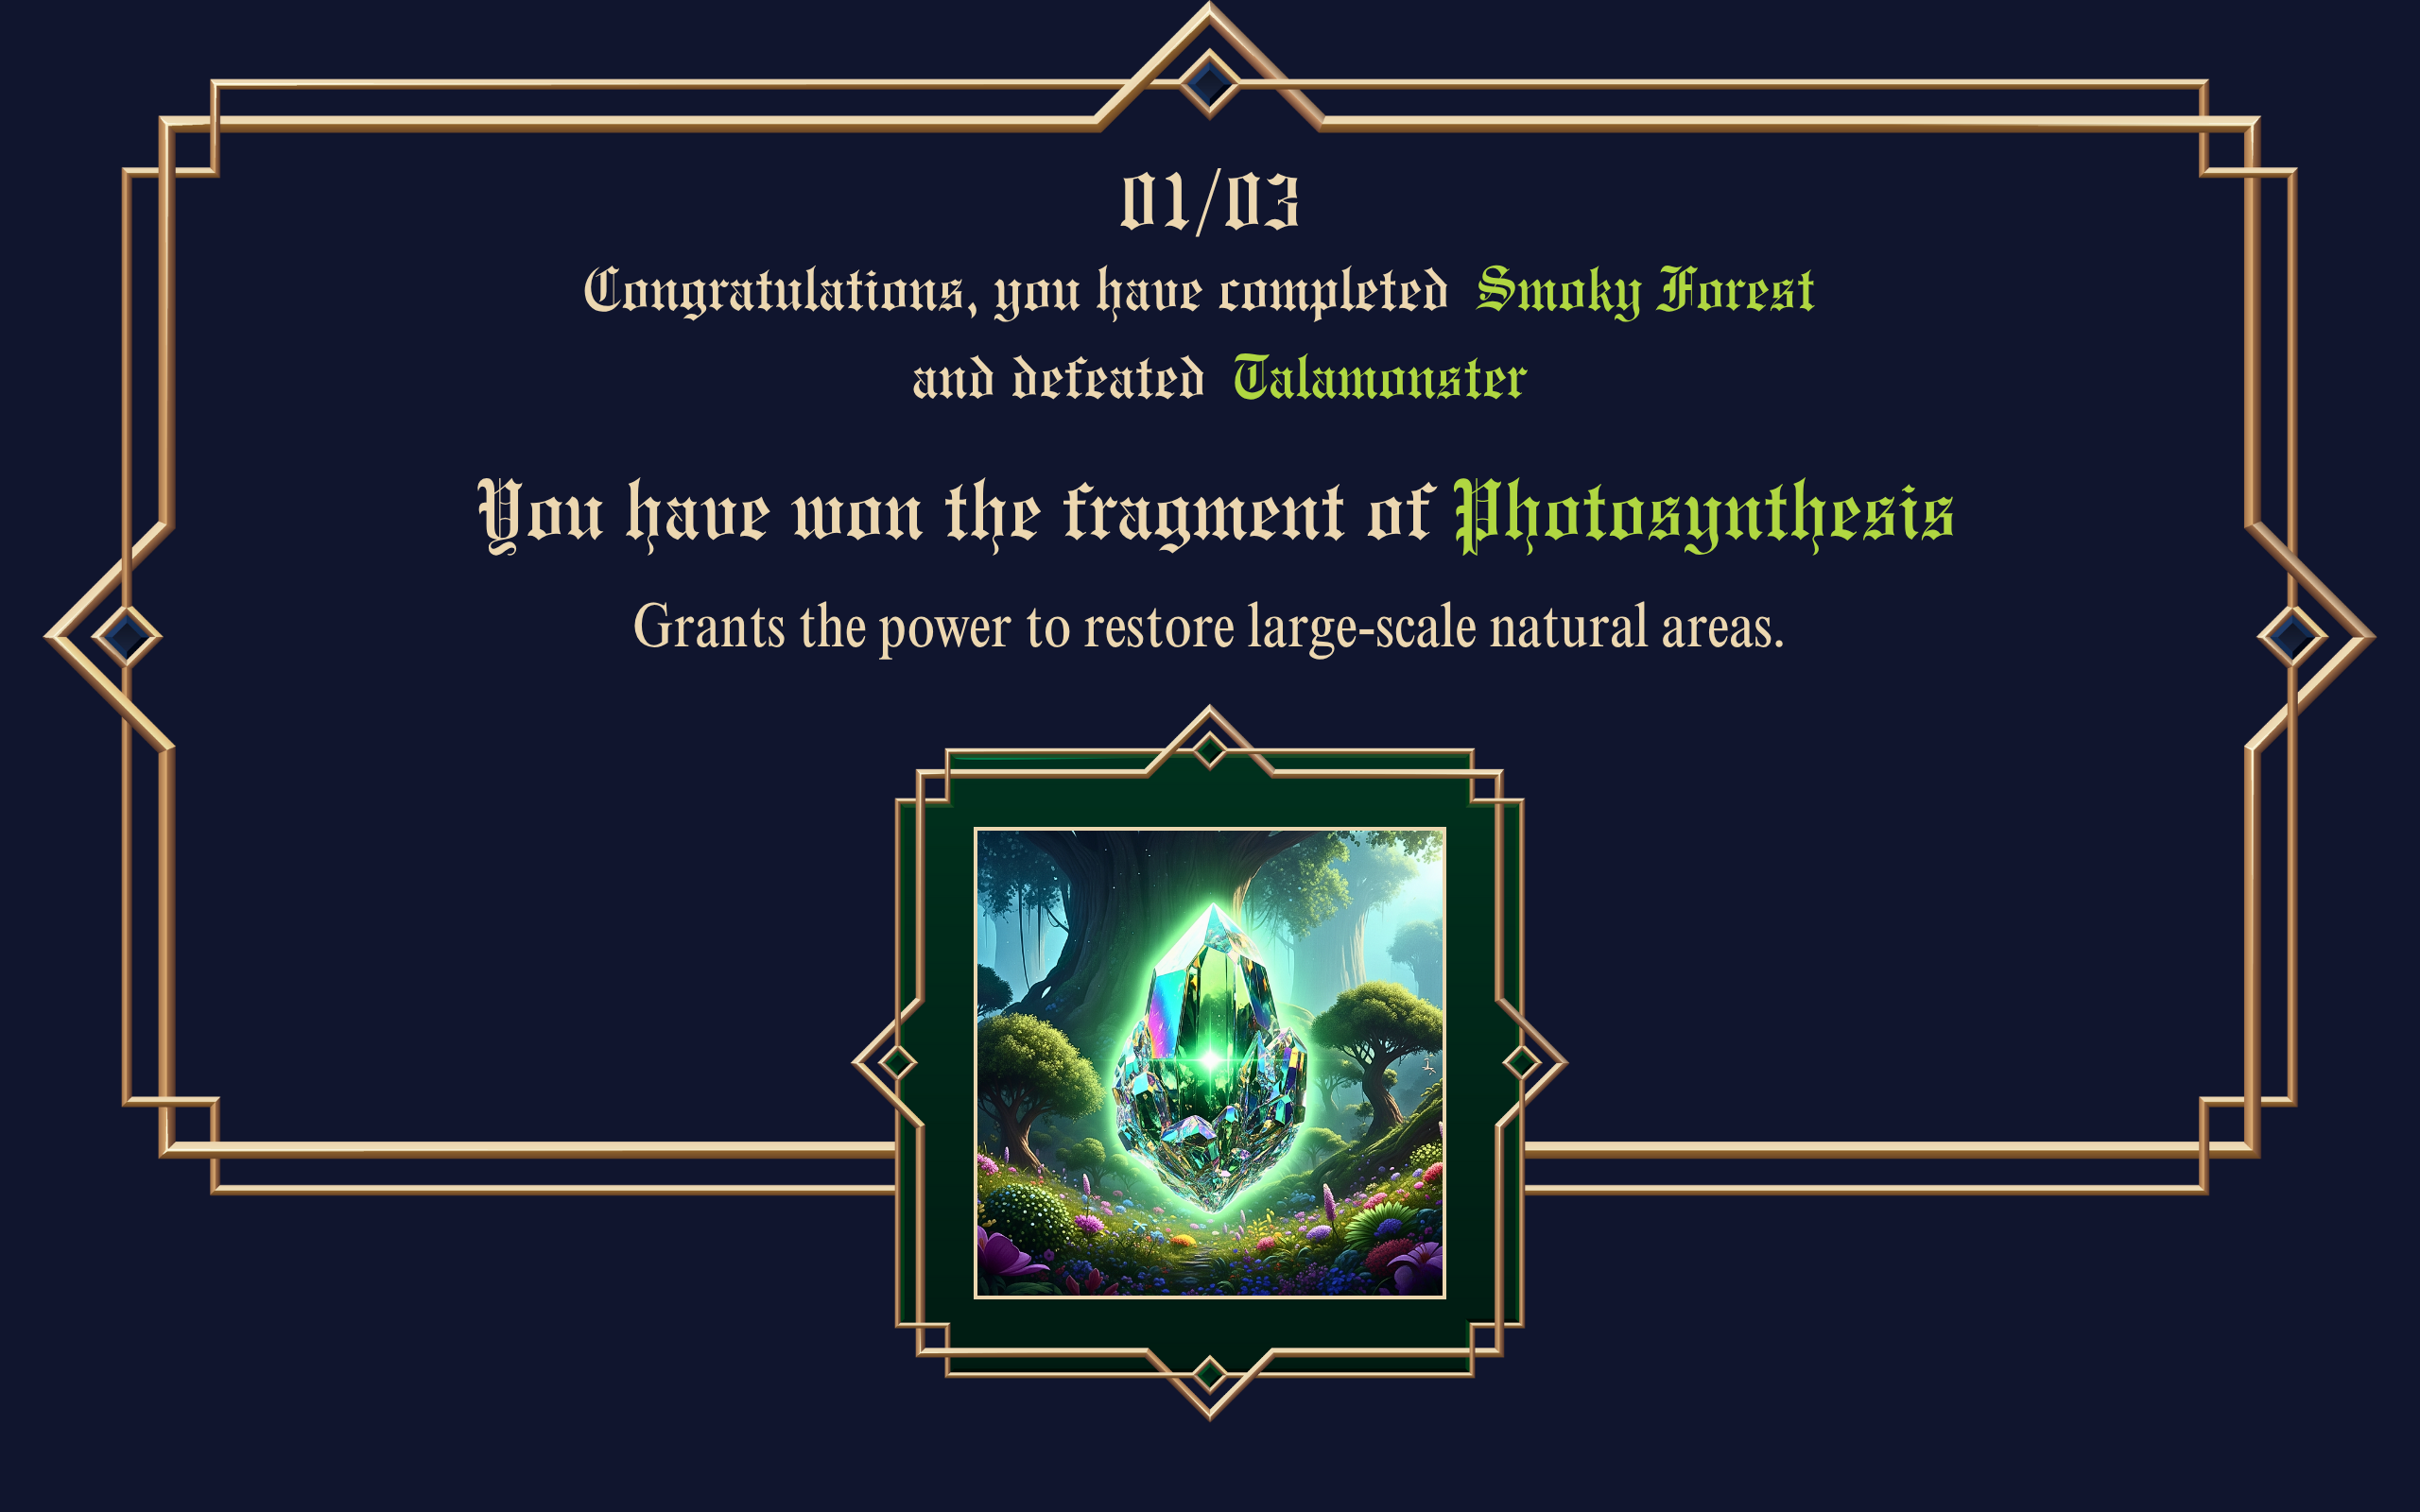 01/03
Congratulations, you have completed Smoky Forest
and defeated Talamonster
You have won the fragment of Photosynthesis
Grants the power to restore large-scale natural areas.